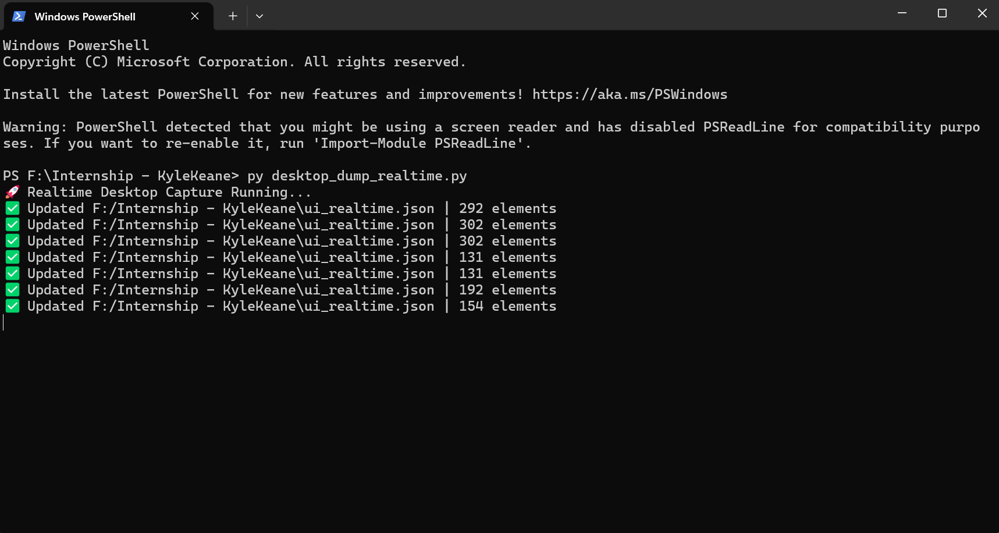 Windows PowerShell
Windows PowerShell
Copyright (C) Microsoft Corporation. All rights reserved.
Install the latest PowerShell for new features and improvements! https://aka.ms/PSWindows
Warning: PowerShell detected that you might be using a screen reader and has disabled PSReadLine for compatibility purpo
ses. If you want to re-enable it, run 'Import-Module PSReadLine'.
PS F:\Internship - KyleKeane> py desktop_dump_realtime.py
🚀 Realtime Desktop Capture Running...
✅ Updated F:/Internship - KyleKeane\ui_realtime.json | 292 elements
✅ Updated F:/Internship - KyleKeane\ui_realtime.json | 302 elements
✅ Updated F:/Internship - KyleKeane\ui_realtime.json | 302 elements
✅ Updated F:/Internship - KyleKeane\ui_realtime.json | 131 elements
✅ Updated F:/Internship - KyleKeane\ui_realtime.json | 131 elements
✅ Updated F:/Internship - KyleKeane\ui_realtime.json | 192 elements
✅ Updated F:/Internship - KyleKeane\ui_realtime.json | 154 elements